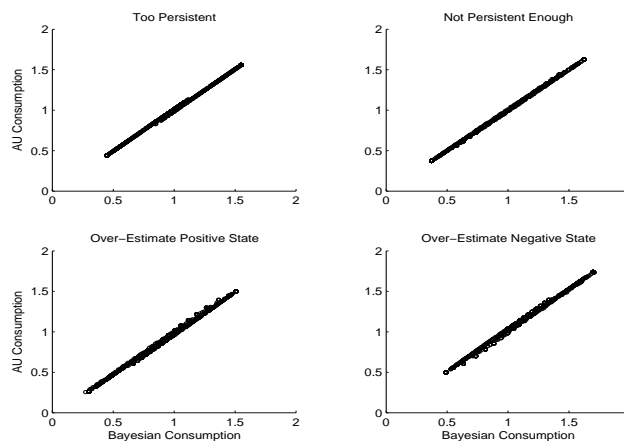 Too Persistent
2
1.5
1
0.5
0
0 0.5 1 1.5 2
AU Consumption
Not Persistent Enough
2
1.5
1
0.5
0
0 0.5 1 1.5 2
Over−Estimate Positive State
2
1.5
1
0.5
0
0 0.5 1 1.5 2
AU Consumption
Bayesian Consumption
Over−Estimate Negative State
2
1.5
1
0.5
0
0 0.5 1 1.5 2
Bayesian Consumption